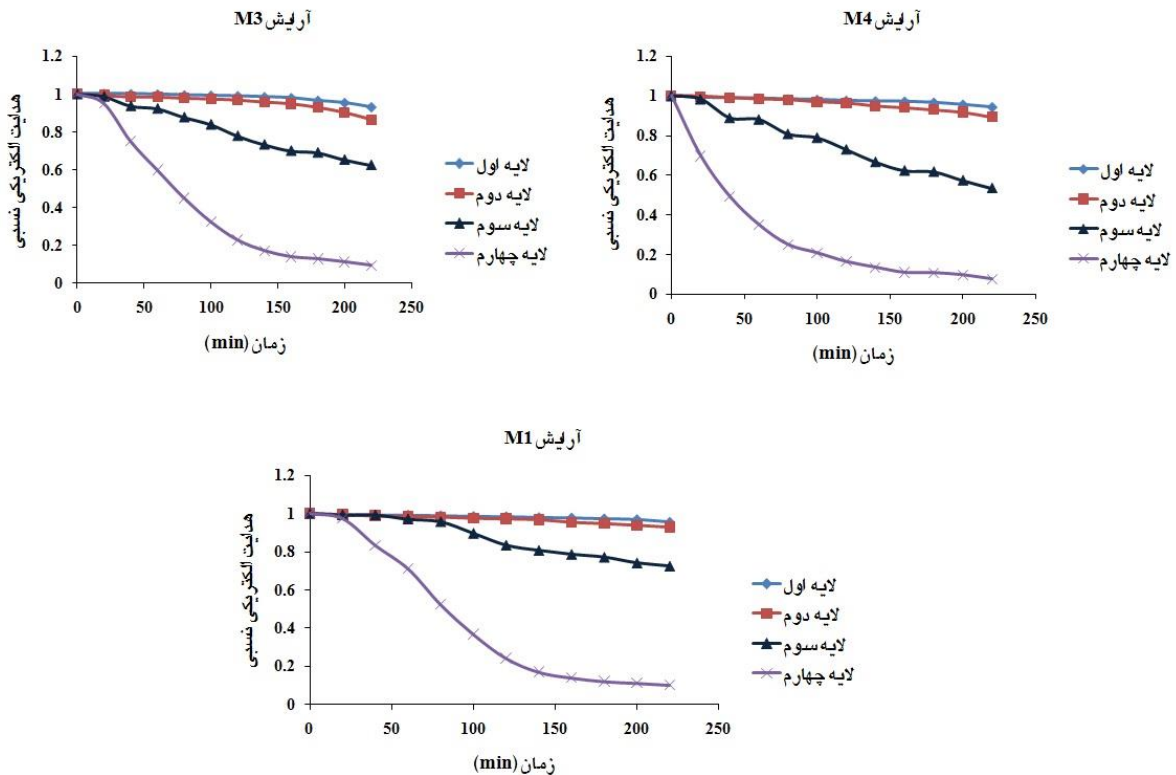 آرایش M3
1.2
1
0.8
0.6
0.4
0.2
0
0 50 100 150 200 250
هدایت الکتریکی نسبی
زمان (min)
لایه اول
لایه دوم
لایه سوم
لایه چهارم
آرایش M4
1.2
1
0.8
0.6
0.4
0.2
0
0 50 100 150 200 250
هدایت الکتریکی نسبی
زمان (min)
لایه اول
لایه دوم
لایه سوم
لایه چهارم
آرایش M1
1.2
1
0.8
0.6
0.4
0.2
0
0 50 100 150 200 250
هدایت الکتریکی نسبی
زمان (min)
لایه اول
لایه دوم
لایه سوم
لایه چهارم